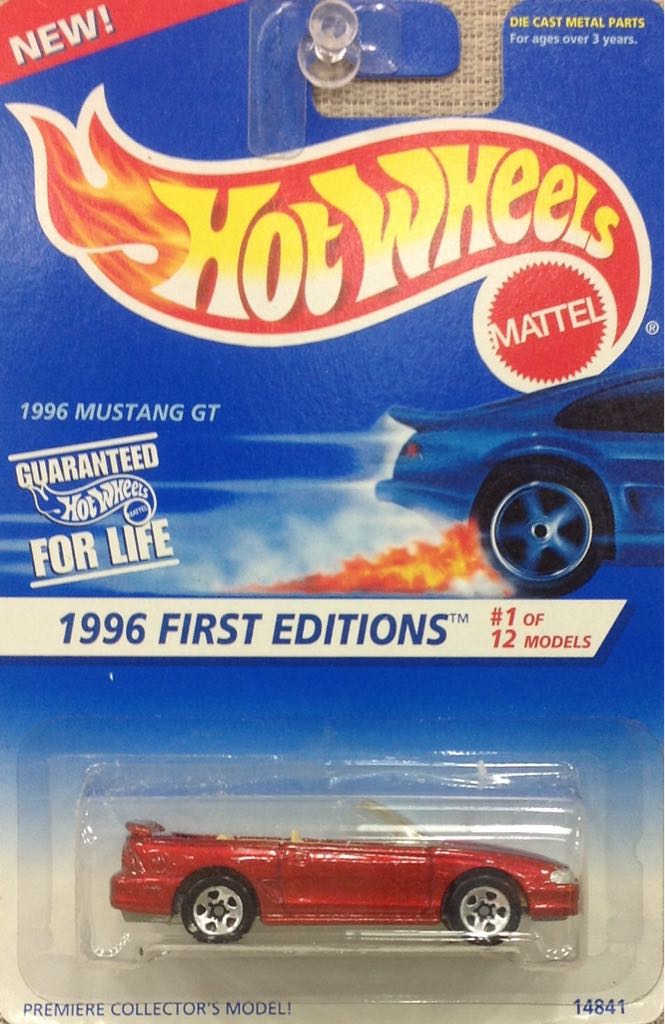 NEW!
DIE CAST METAL PARTS
For ages over 3 years.
Hot Wheels
MATTEL
®
1996 MUSTANG GT
GUARANTEED
Hot Wheels
MATTEL
FOR LIFE
1996 FIRST EDITIONS™
#1 OF
12 MODELS
PREMIERE COLLECTOR'S MODEL!
14841